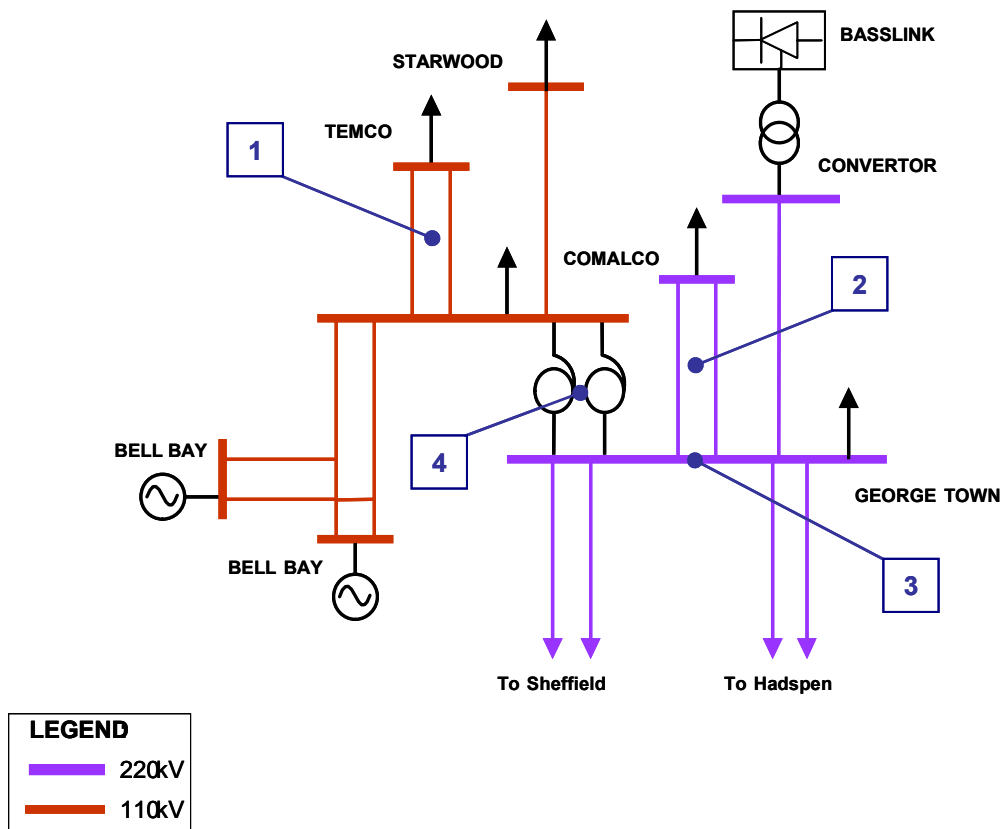 BASSLINK
STARWOOD
TEMCO
1
CONVERTOR
COMALCO
2
4
BELL BAY
GEORGE TOWN
BELL BAY
3
To Sheffield
To Hadspen
LEGEND
220kV
110kV